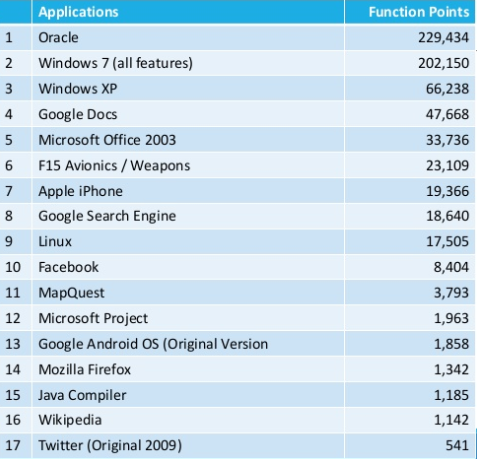 Applications Function Points
1 Oracle 229,434
2 Windows 7 (all features) 202,150
3 Windows XP 66,238
4 Google Docs 47,668
5 Microsoft Office 2003 33,736
6 F15 Avionics / Weapons 23,109
7 Apple iPhone 19,366
8 Google Search Engine 18,640
9 Linux 17,505
10 Facebook 8,404
11 MapQuest 3,793
12 Microsoft Project 1,963
13 Google Android OS (Original Version 1,858
14 Mozilla Firefox 1,342
15 Java Compiler 1,185
16 Wikipedia 1,142
17 Twitter (Original 2009) 541